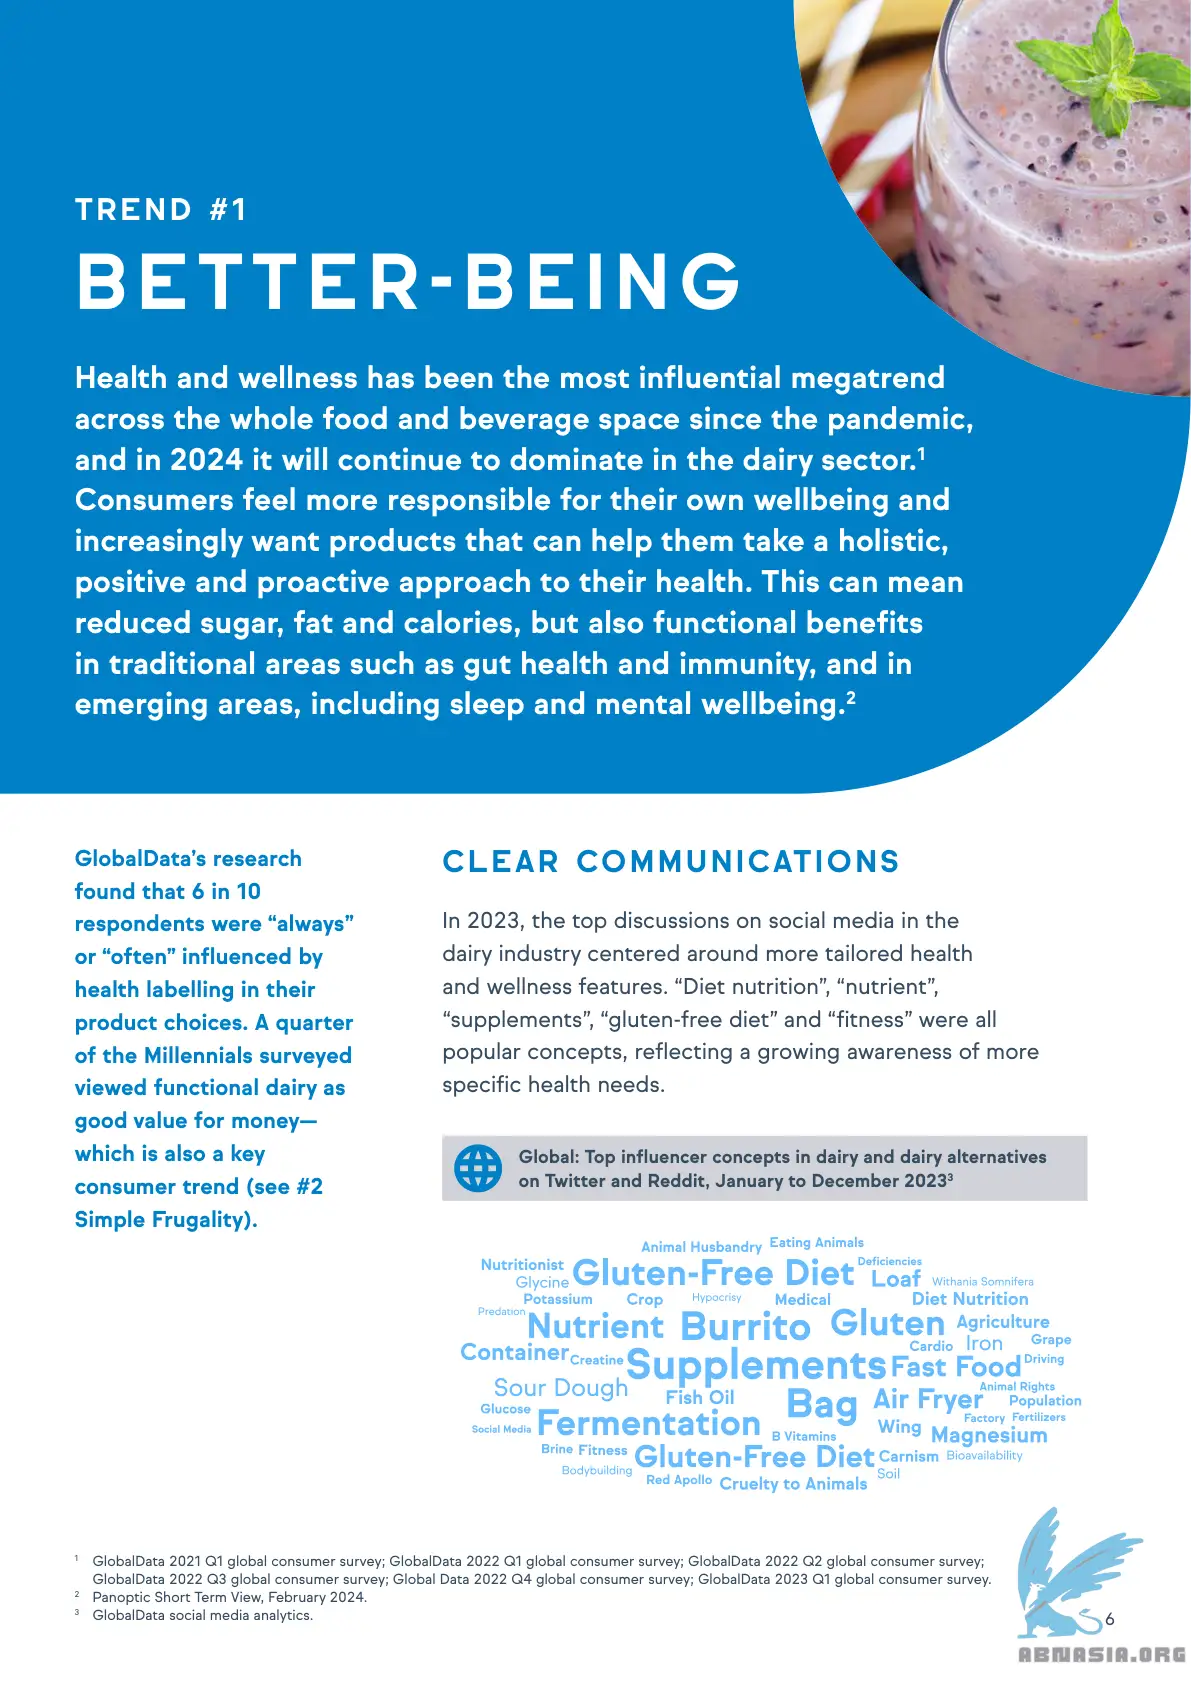 TREND #1
BETTER-BEING
Health and wellness has been the most influential megatrend
across the whole food and beverage space since the pandemic,
and in 2024 it will continue to dominate in the dairy sector.1
Consumers feel more responsible for their own wellbeing and
increasingly want products that can help them take a holistic,
positive and proactive approach to their health. This can mean
reduced sugar, fat and calories, but also functional benefits
in traditional areas such as gut health and immunity, and in
emerging areas, including sleep and mental wellbeing.2
GlobalData's research
found that 6 in 10
respondents were “always”
or “often” influenced by
health labelling in their
product choices. A quarter
of the Millennials surveyed
viewed functional dairy as
good value for money—
which is also a key
consumer trend (see #2
Simple Frugality).
CLEAR COMMUNICATIONS
In 2023, the top discussions on social media in the
dairy industry centered around more tailored health
and wellness features. “Diet nutrition”, “nutrient”,
“supplements”, “gluten-free diet” and “fitness” were all
popular concepts, reflecting a growing awareness of more
specific health needs.
Global: Top influencer concepts in dairy and dairy alternatives
on Twitter and Reddit, January to December 20233
Animal Husbandry Eating Animals
Nutritionist Gluten-Free Diet Deficiencies
Glycine Loaf Withania Somnifera
Potassium Crop Hypocrisy Medical Diet Nutrition
Predation Nutrient Burrito Gluten Agriculture
Cardio Iron Grape
Container Creatine Supplements Fast Food Driving
Sour Dough Fish Oil Bag Air Fryer Animal Rights
Population
Glucose Factory Fertilizers
Social Media Fermentation B Vitamins Wing Magnesium
Brine Fitness Gluten-Free Diet Carnism Bioavailability
Bodybuilding Red Apollo Cruelty to Animals Soil
1 GlobalData 2021 Q1 global consumer survey; GlobalData 2022 Q1 global consumer survey; GlobalData 2022 Q2 global consumer survey;
GlobalData 2022 Q3 global consumer survey; Global Data 2022 Q4 global consumer survey; GlobalData 2023 Q1 global consumer survey.
2 Panoptic Short Term View, February 2024.
3 GlobalData social media analytics.
6
ABNASIA.ORG